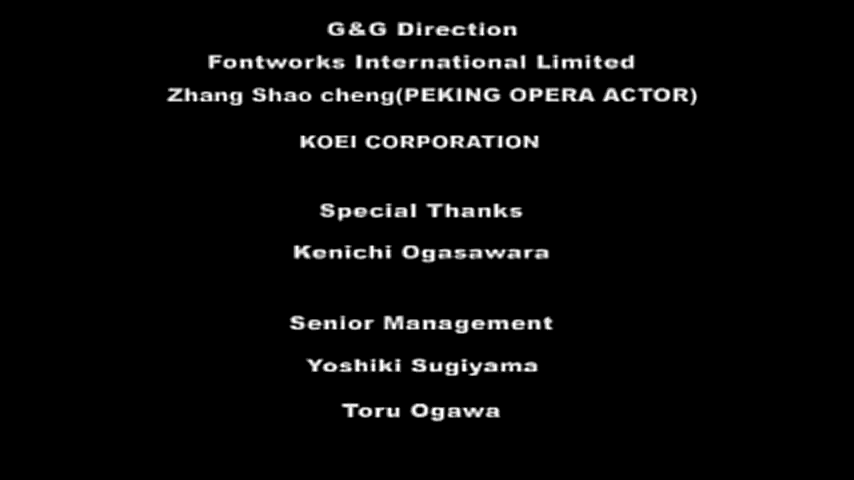 G&G Direction
Fontworks International Limited
Zhang Shao cheng(PEKING OPERA ACTOR)
KOEI CORPORATION
Special Thanks
Kenichi Ogasawara
Senior Management
Yoshiki Sugiyama
Toru Ogawa